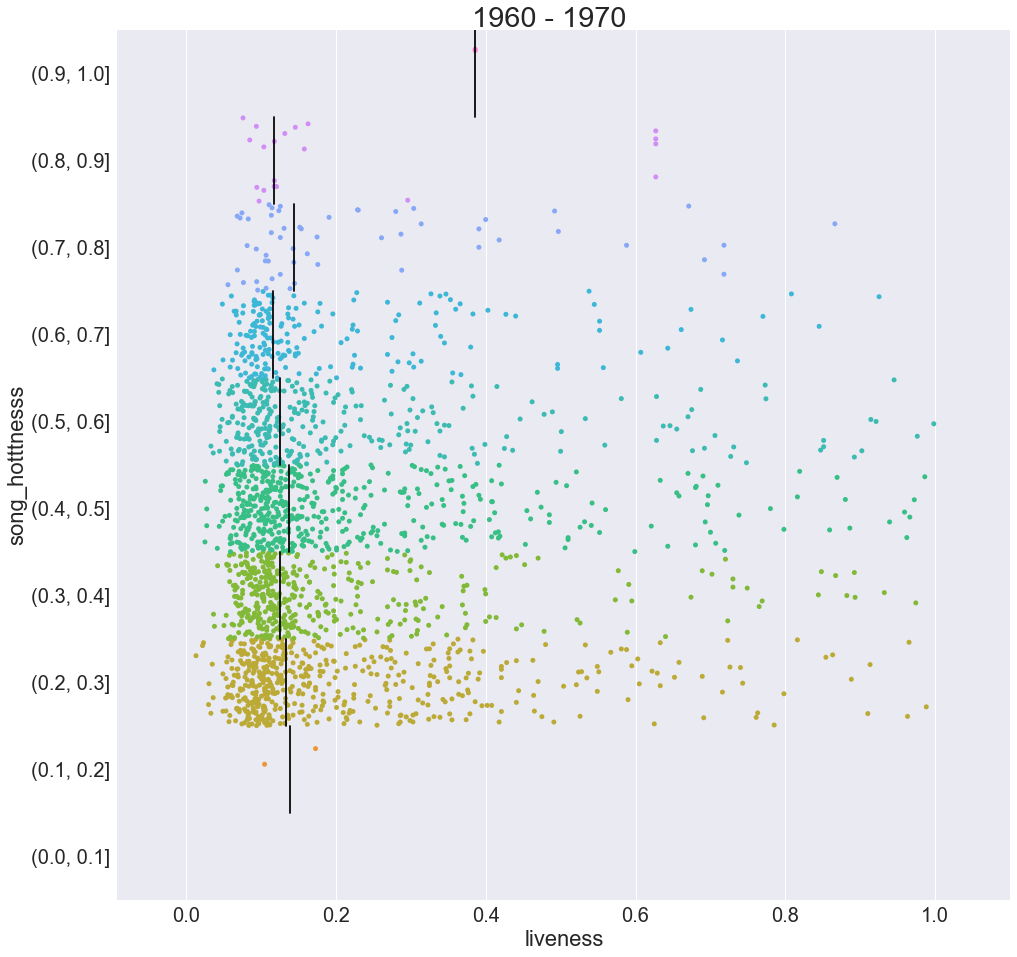 1960 - 1970
(0.9, 1.0]
(0.8, 0.9]
(0.7, 0.8]
(0.6, 0.7]
(0.5, 0.6]
(0.4, 0.5]
(0.3, 0.4]
(0.2, 0.3]
(0.1, 0.2]
(0.0, 0.1]
song_hotttnesss
0.0 0.2 0.4 0.6 0.8 1.0
liveness